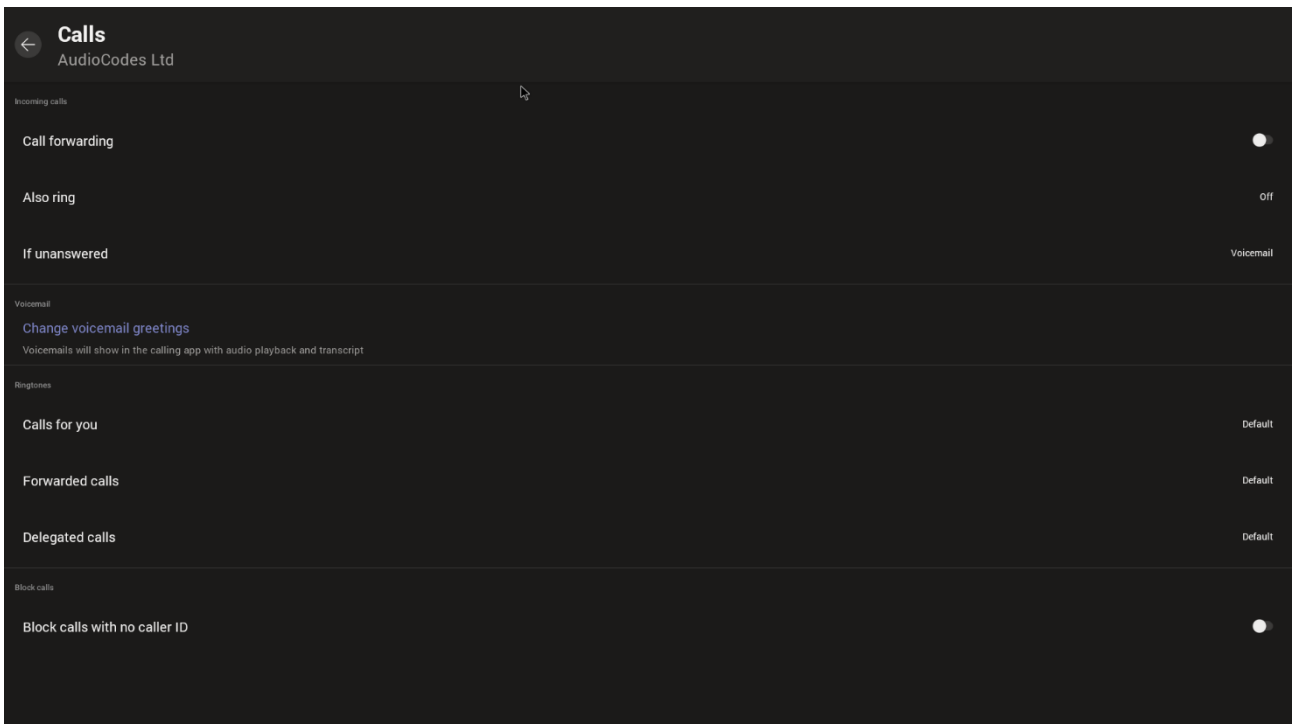 Calls
AudioCodes Ltd
Incoming calls
Call forwarding
Also ring
Off
If unanswered
Voicemail
Voicemail
Change voicemail greetings
Voicemails will show in the calling app with audio playback and transcript
Ringtones
Calls for you
Default
Forwarded calls
Default
Delegated calls
Default
Block calls
Block calls with no caller ID